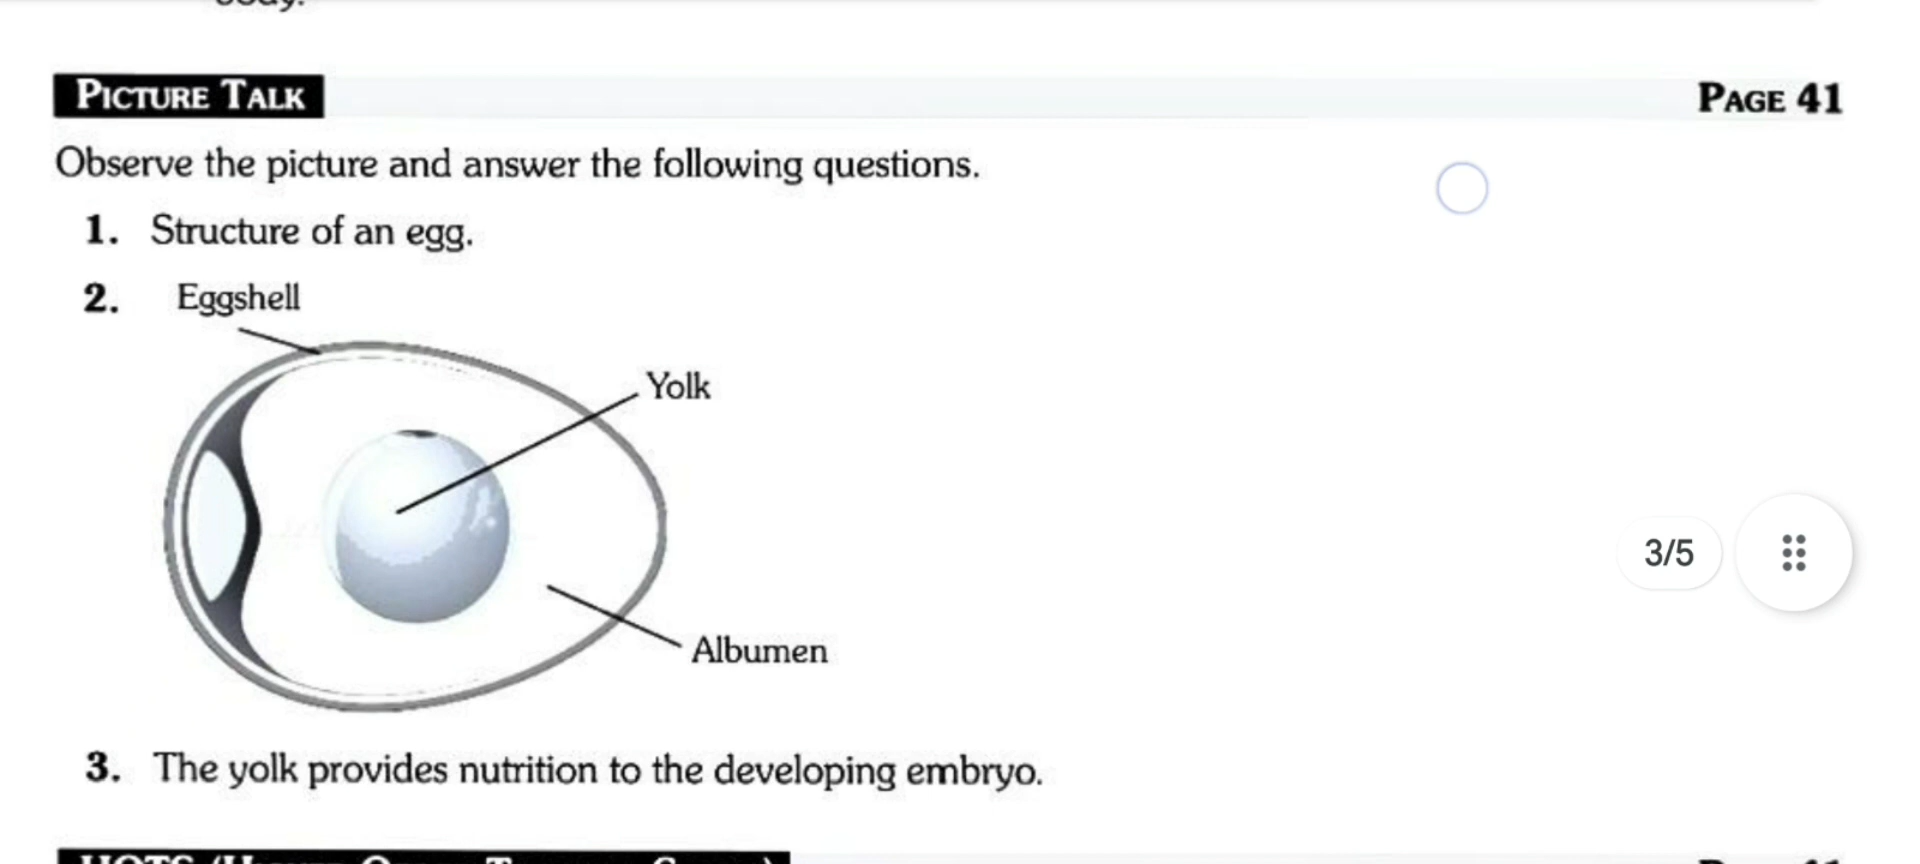 PICTURE TALK
PAGE 41
Observe the picture and answer the following questions.
1. Structure of an egg.
2. Eggshell
Yolk
3/5
Albumen
3. The yolk provides nutrition to the developing embryo.